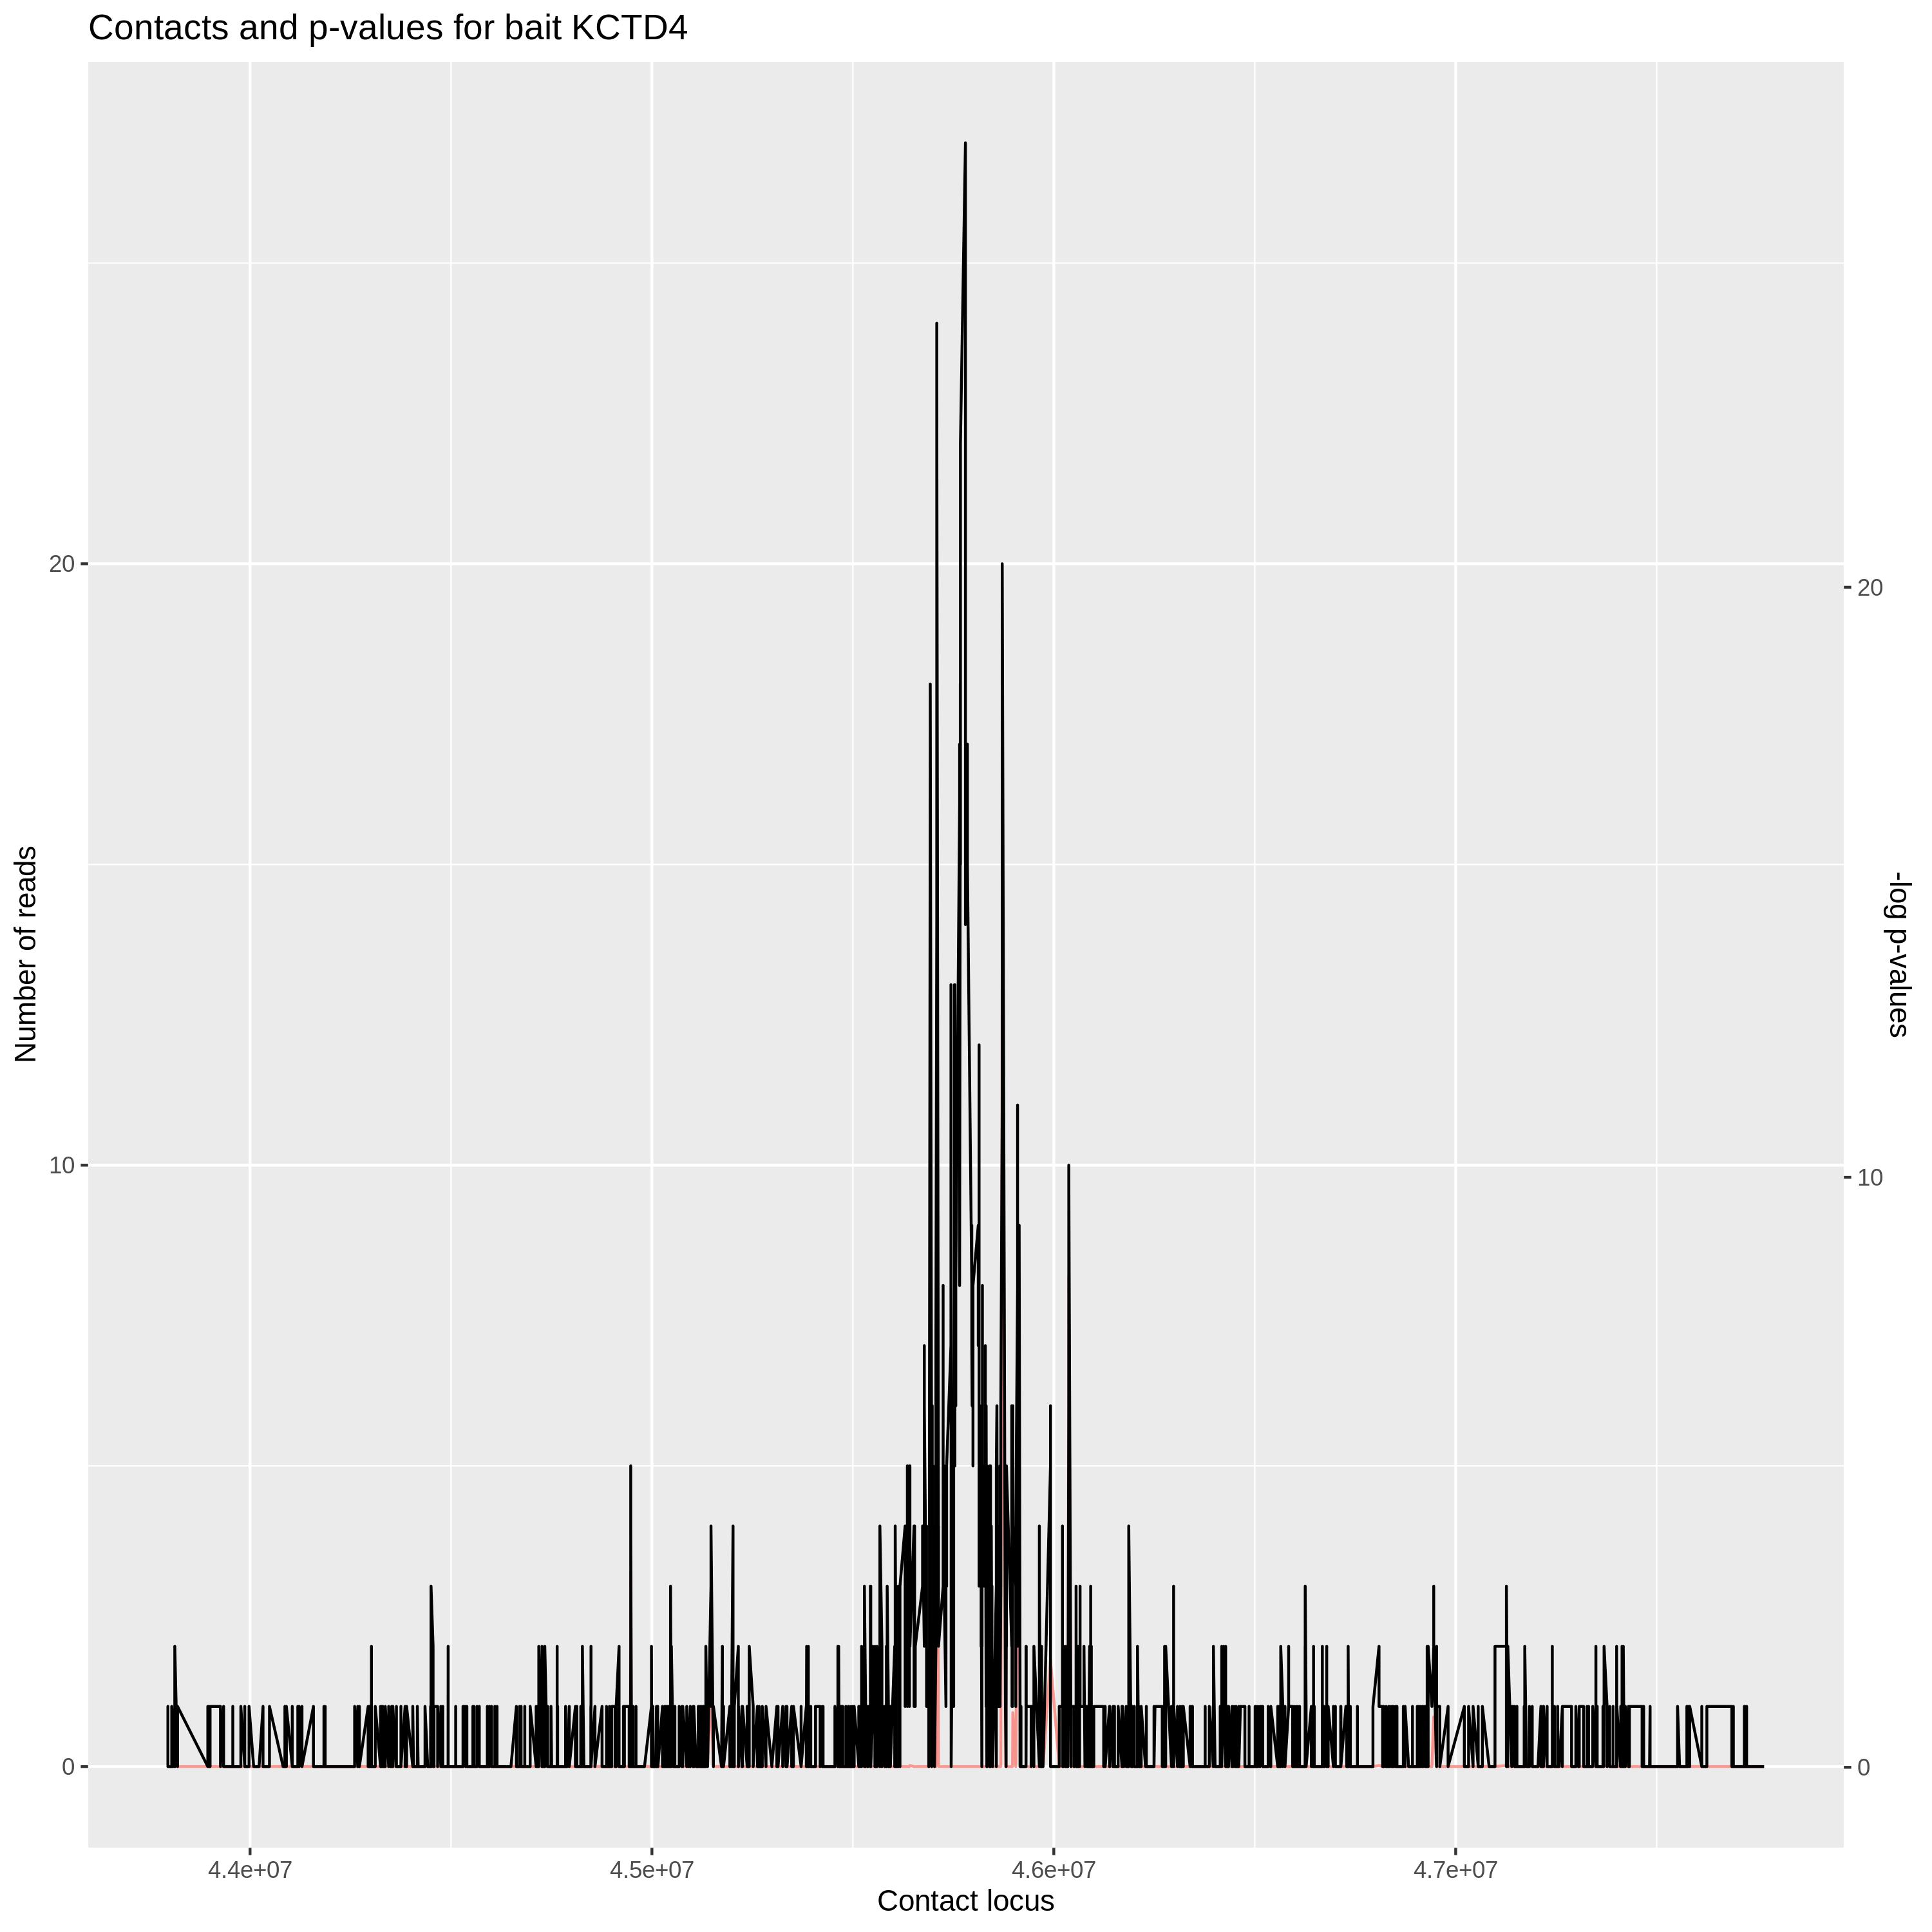 Contacts and p-values for bait KCTD4
Number of reads
20
10
0
20
10
0
-log p-values
4.4e+07
4.5e+07
4.6e+07
4.7e+07
Contact locus